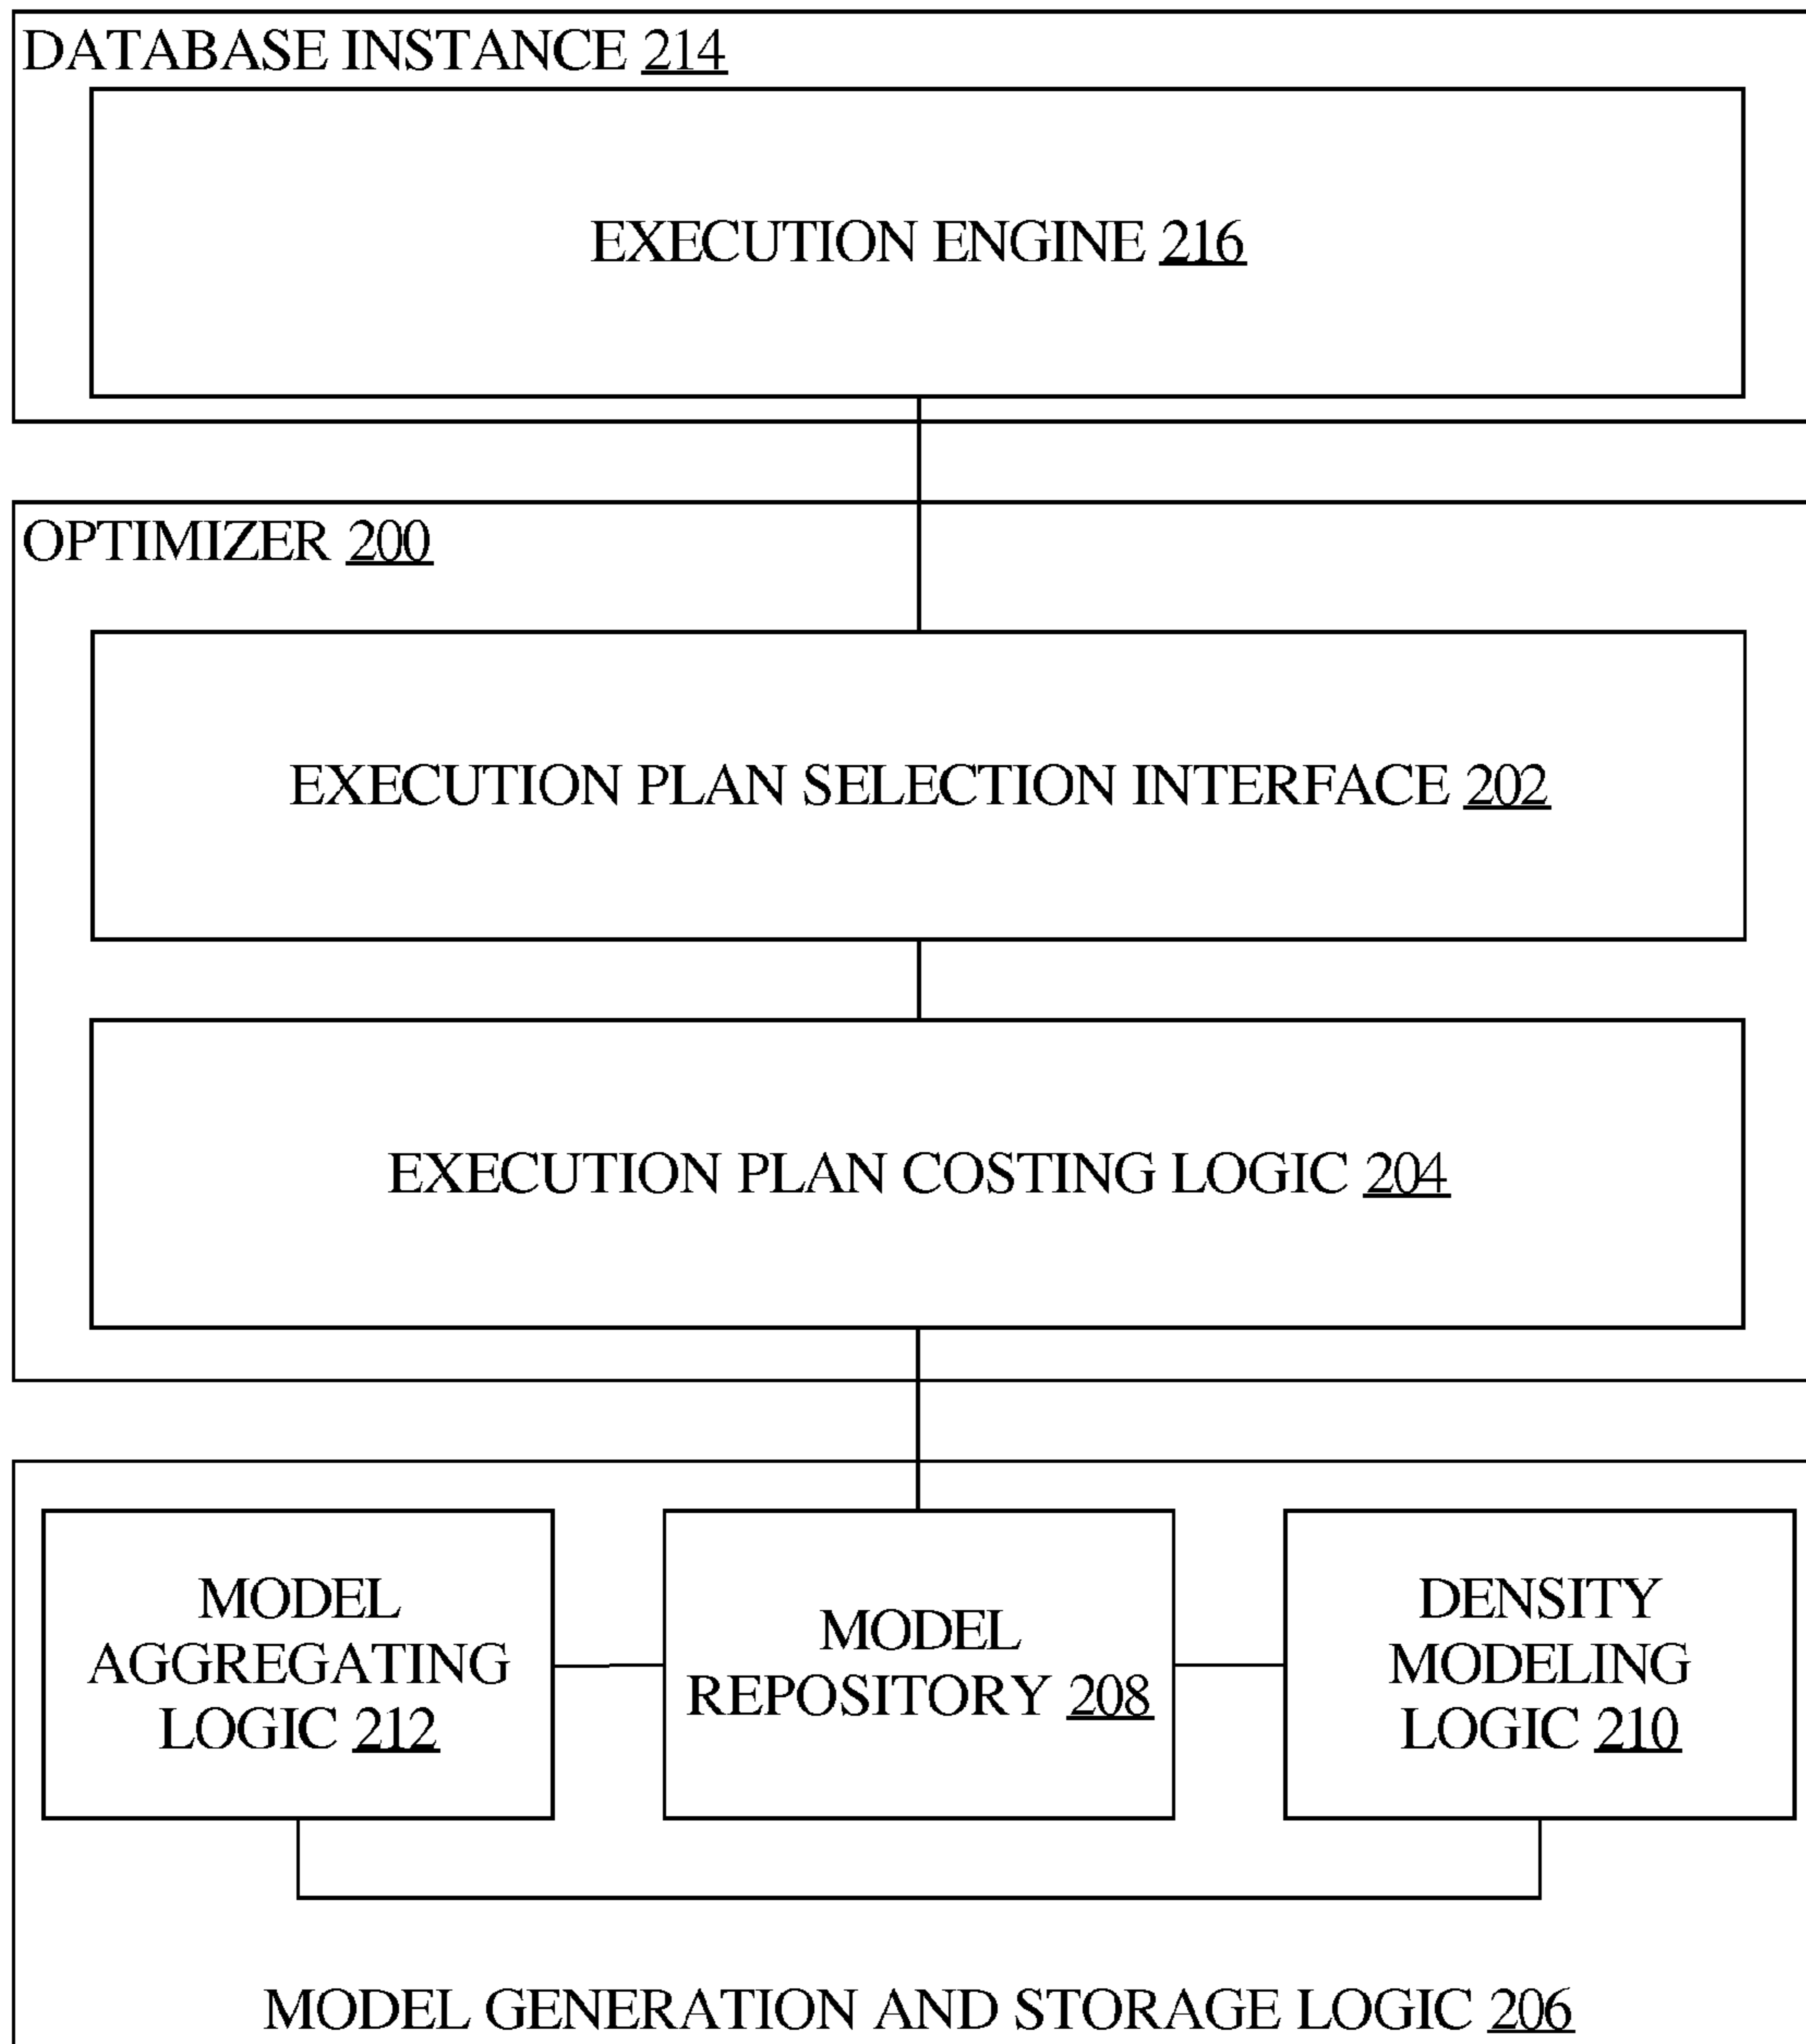 DATABASE INSTANCE 214
EXECUTION ENGINE 216
OPTIMIZER 200
EXECUTION PLAN SELECTION INTERFACE 202
EXECUTION PLAN COSTING LOGIC 204
MODEL
AGGREGATING
LOGIC 212
MODEL
REPOSITORY 208
DENSITY
MODELING
LOGIC 210
MODEL GENERATION AND STORAGE LOGIC 206